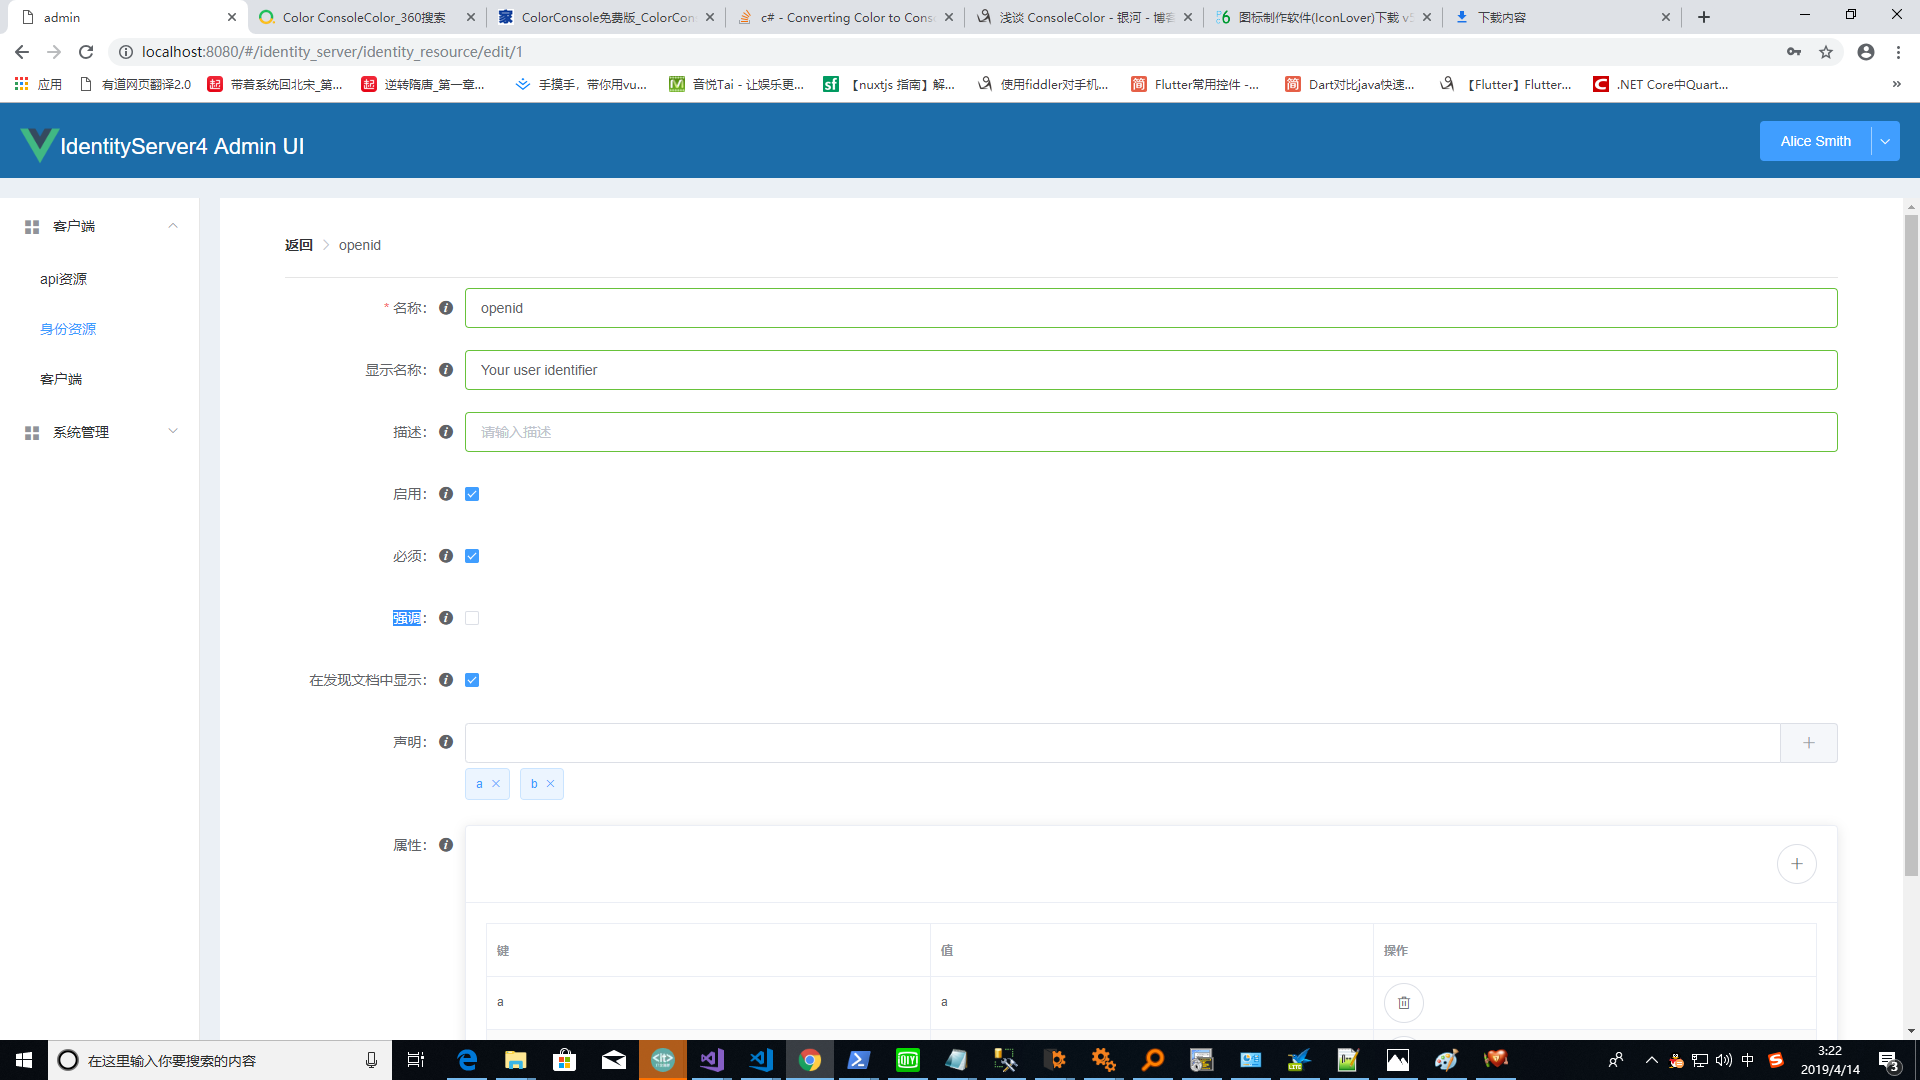 admin
Color ConsoleColor_360搜索
ColorConsole免费版_ColorCon
c# - Converting Color to Conso
浅谈 ConsoleColor - 银河 - 博客
图标制作软件(IconLover)下载 v5
下载内容
localhost:8080/#/identity_server/identity_resource/edit/1
应用
有道网页翻译2.0
起 带着系统回北宋_第...
起 逆转隋唐_第一章...
手摸手，带你用vu...
音悦Tai - 让娱乐更...
sf 【nuxtjs 指南】解...
使用fiddler对手机...
简 Flutter常用控件 -...
简 Dart对比java快速...
【Flutter】Flutter...
.NET Core中Quart...
»
IdentityServer4 Admin UI
Alice Smith
客户端
api资源
身份资源
客户端
系统管理
返回 > openid
* 名称：
openid
显示名称：
Your user identifier
描述：
请输入描述
启用：
必须：
强调：
在发现文档中显示：
声明：
a
b
属性：
键 值 操作
a a
在这里输入你要搜索的内容
中
3:22
2019/4/14
3